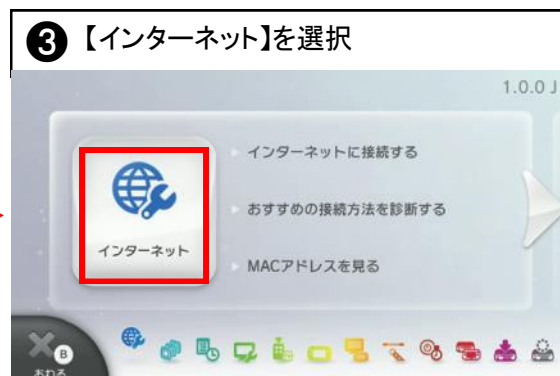 ❸ 【インターネット】を選択
1.0.0 J
インターネットに接続する
おすすめの接続方法を診断する
インターネット
MACアドレスを見る
B
おわる